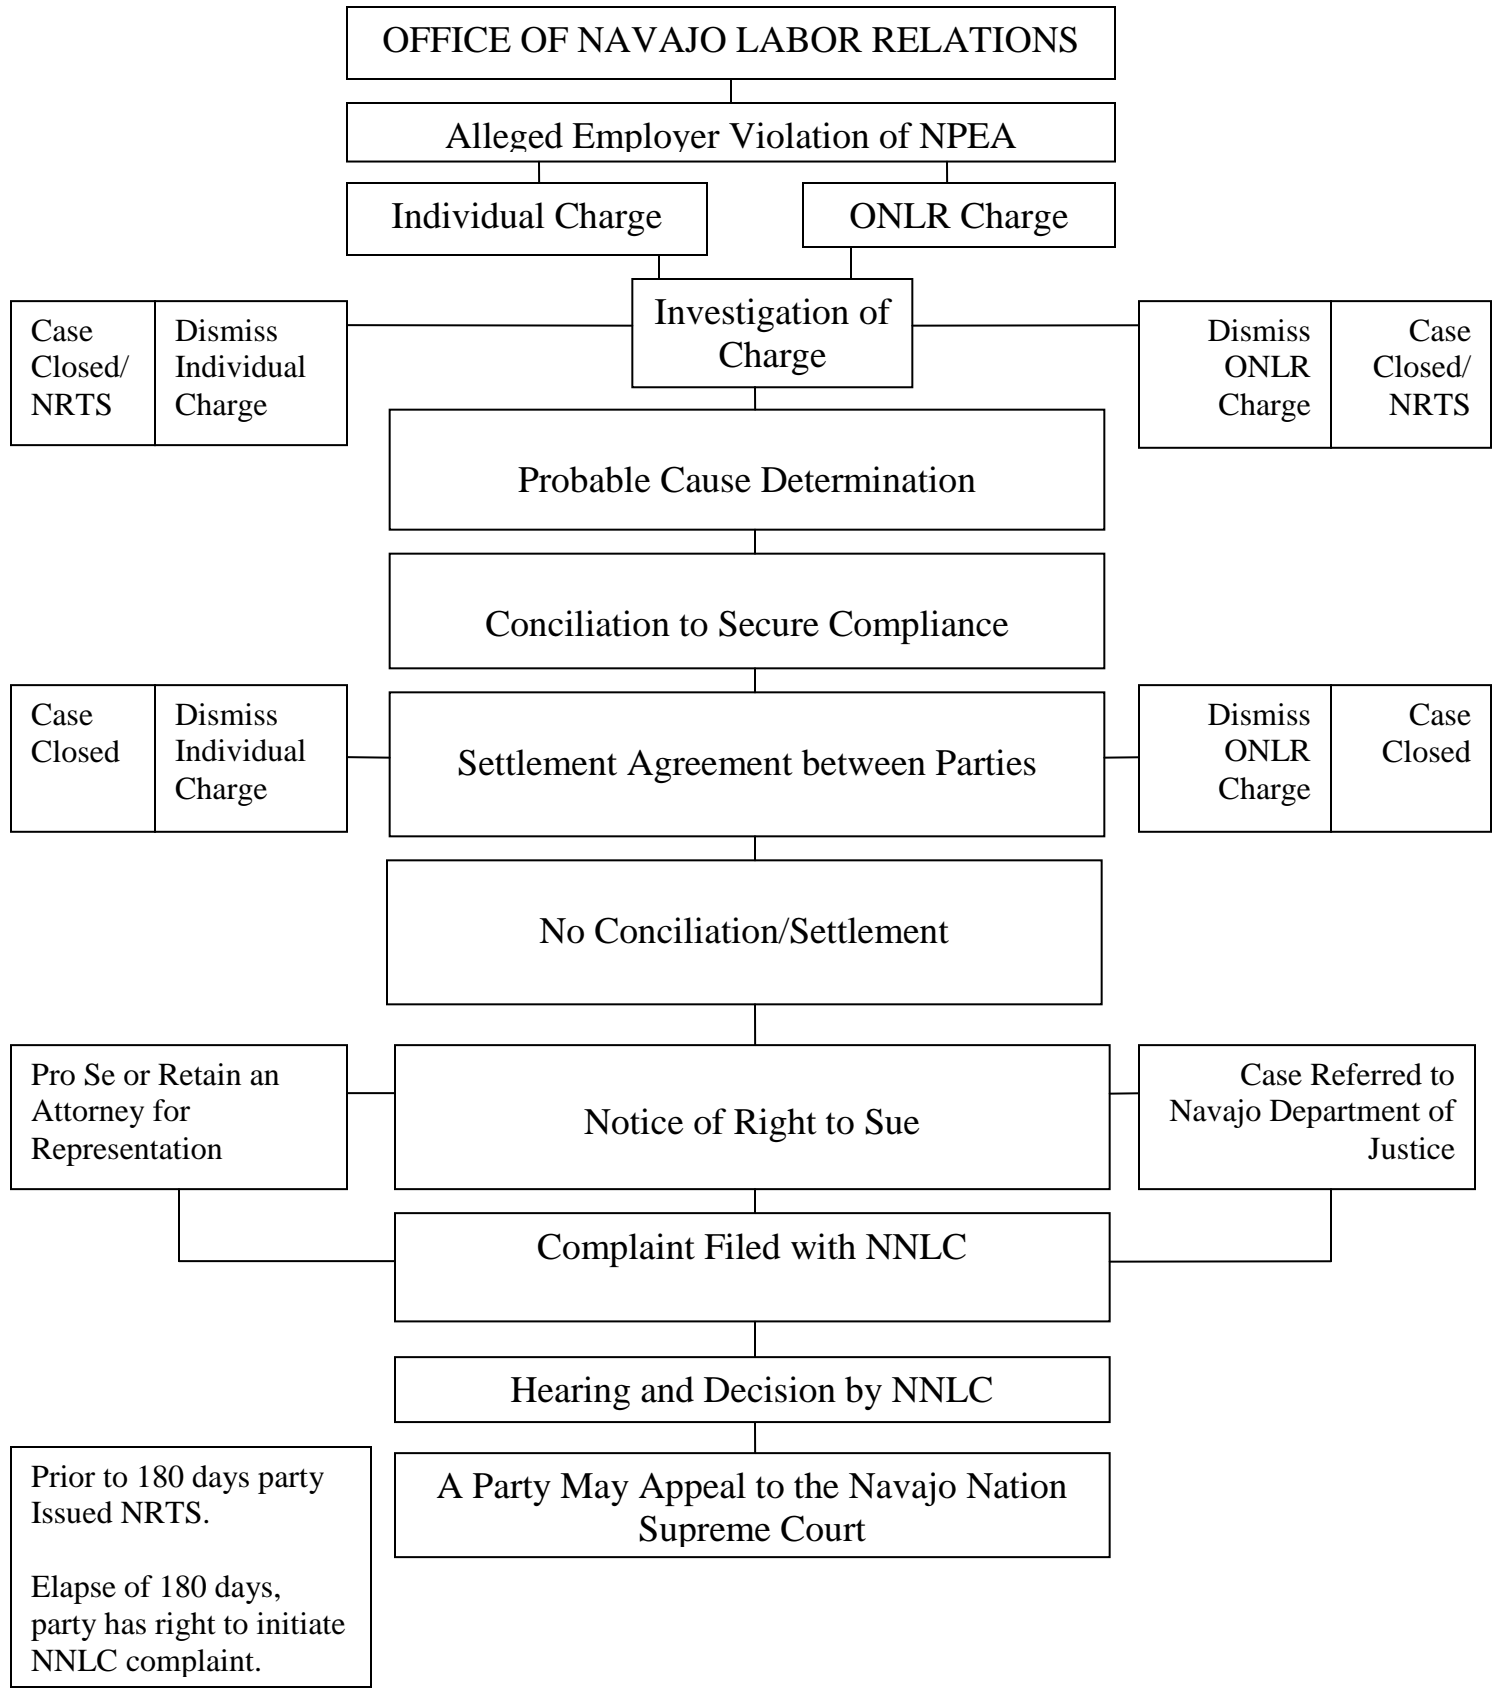 OFFICE OF NAVAJO LABOR RELATIONS
Alleged Employer Violation of NPEA
Individual Charge
ONLR Charge
Investigation of
Charge
Case
Closed/
NRTS
Dismiss
Individual
Charge
Dismiss
ONLR
Charge
Case
Closed/
NRTS
Probable Cause Determination
Conciliation to Secure Compliance
Case
Closed
Dismiss
Individual
Charge
Settlement Agreement between Parties
Dismiss
ONLR
Charge
Case
Closed
No Conciliation/Settlement
Pro Se or Retain an
Attorney for
Representation
Notice of Right to Sue
Case Referred to
Navajo Department of
Justice
Complaint Filed with NNLC
Hearing and Decision by NNLC
A Party May Appeal to the Navajo Nation
Supreme Court
Prior to 180 days party
Issued NRTS.
Elapse of 180 days,
party has right to initiate
NNLC complaint.